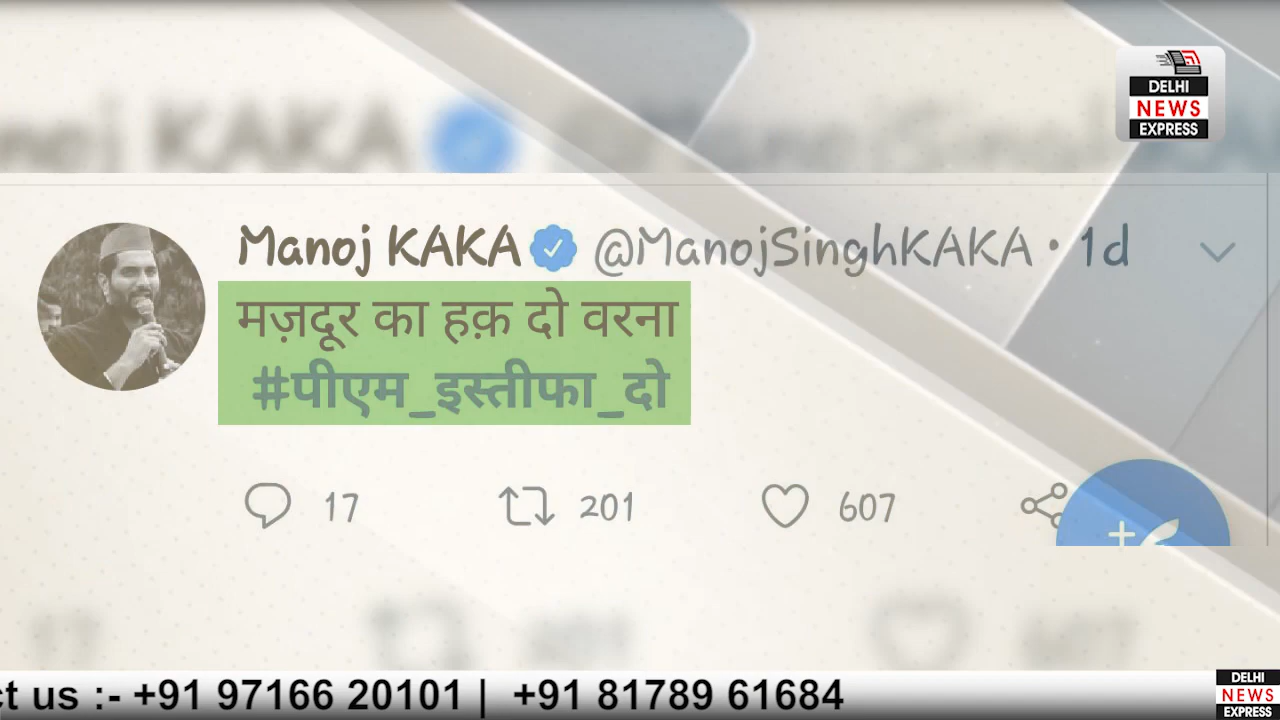 KAKA
DELHI
NEWS
EXPRESS
Manoj KAKA @ManojSinghKAKA • 1d
मज़दूर का हक़ दो वरना
#पीएम_इस्तीफा_दो
17 201 607
ct us :- +91 97166 20101 | +91 81789 61684
DELHI
NEWS
EXPRESS